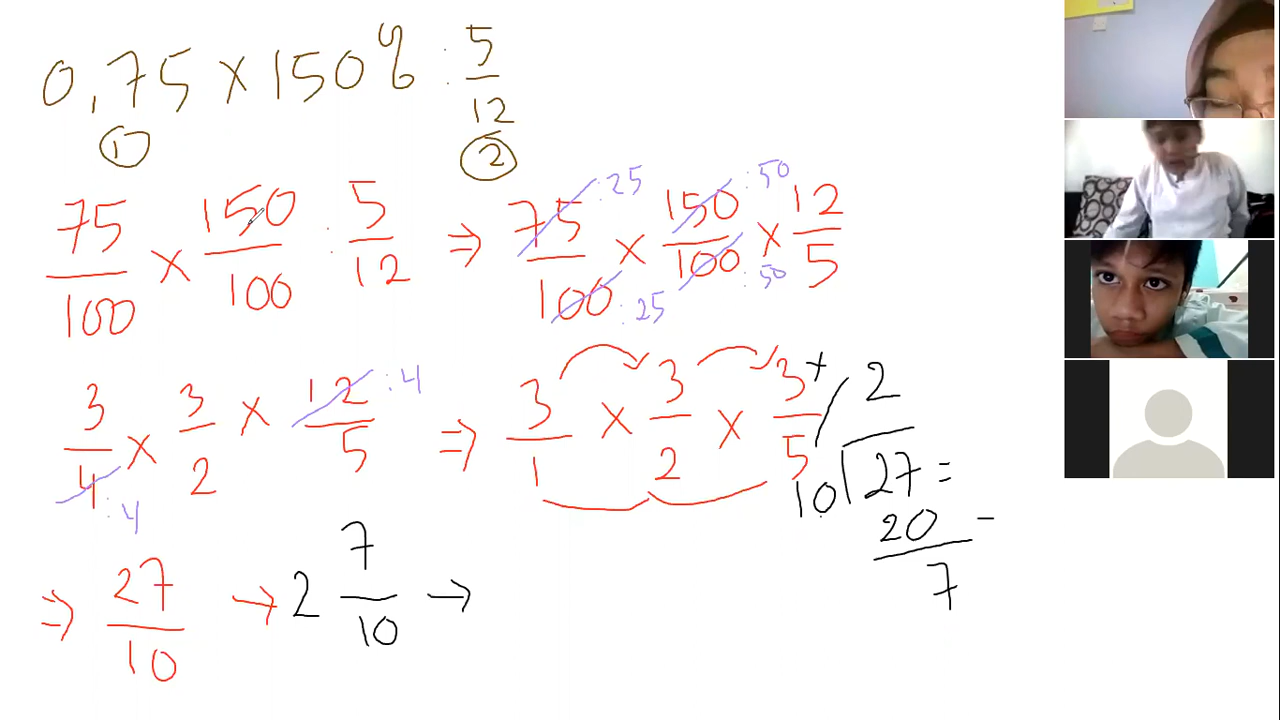 0,75 x 150% : 5/12
① ②
75/100 x 150/100 : 5/12 ⇒ 75/100 x 150/100 x 12/5
:25 :50
:25 :50
3/4 x 3/2 x 12/5 ⇒ 3/1 x 3/2 x 3/5
:4
:4
+
2
10 27 =
20 -
7
⇒ 27/10 → 2 7/10 →